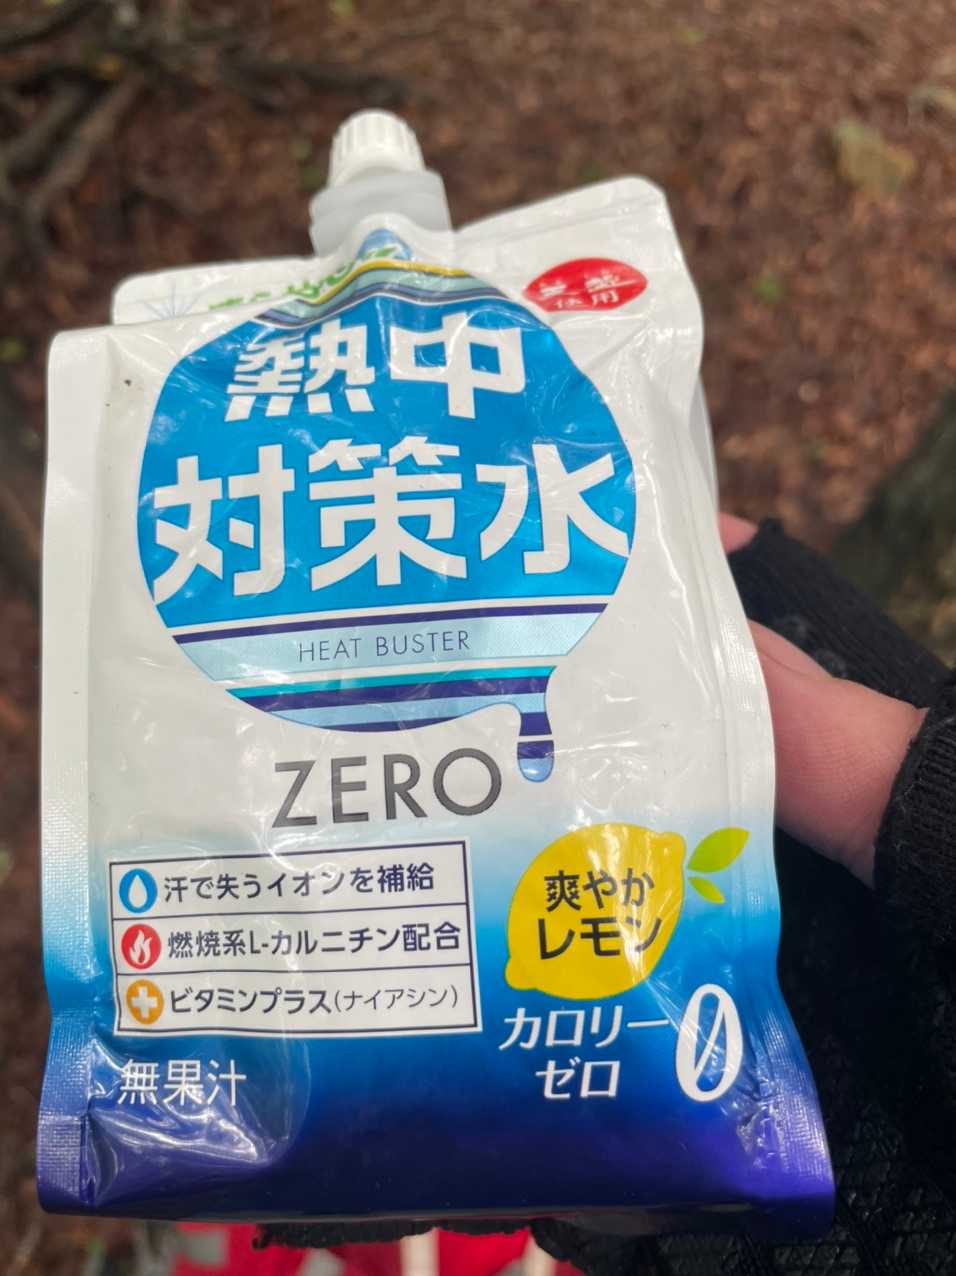 使用
熱中
対策水
HEAT BUSTER
ZERO
汗で失うイオンを補給
燃焼系L-カルニチン配合
ビタミンプラス(ナイアシン)
爽やか
レモン
カロリー0
ゼロ
無果汁